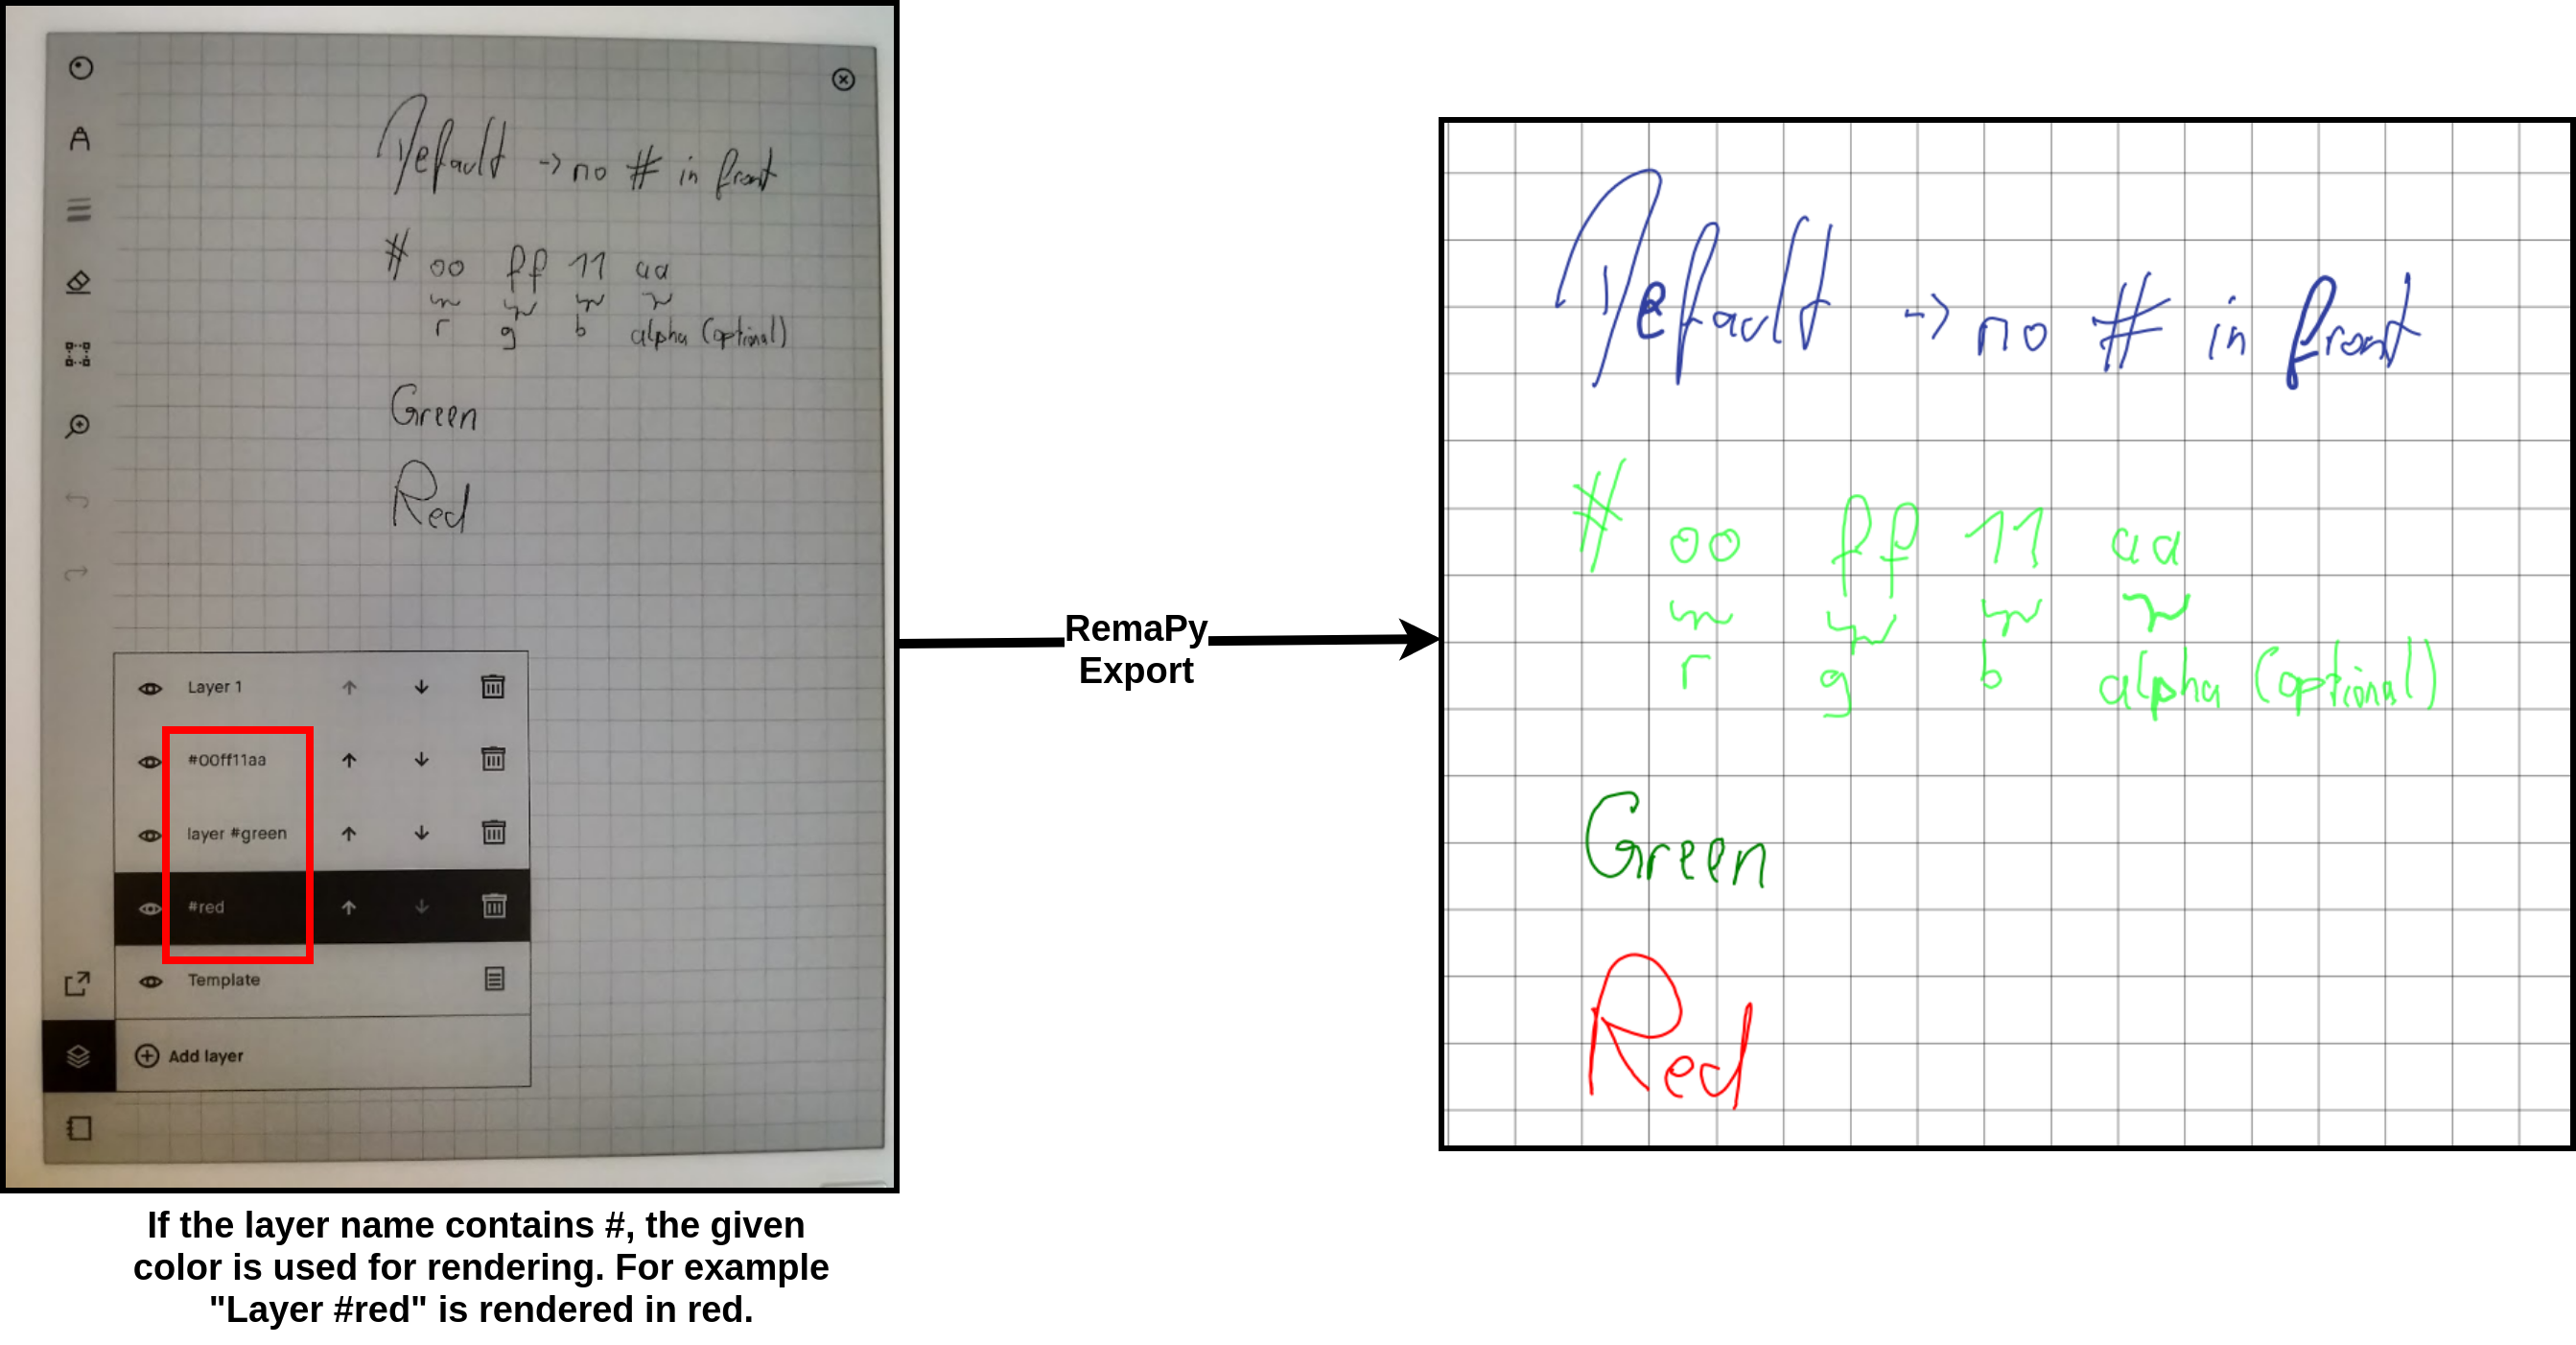 Default -> no # in front
# 00 ff 11 aa
r g b alpha (optional)
Green
Red
Layer 1
#00ff11aa
layer #green
#red
Template
Add layer
If the layer name contains #, the given
color is used for rendering. For example
"Layer #red" is rendered in red.
RemaPy
Export
Default -> no # in front
# 00 ff 11 aa
r g b alpha (optional)
Green
Red